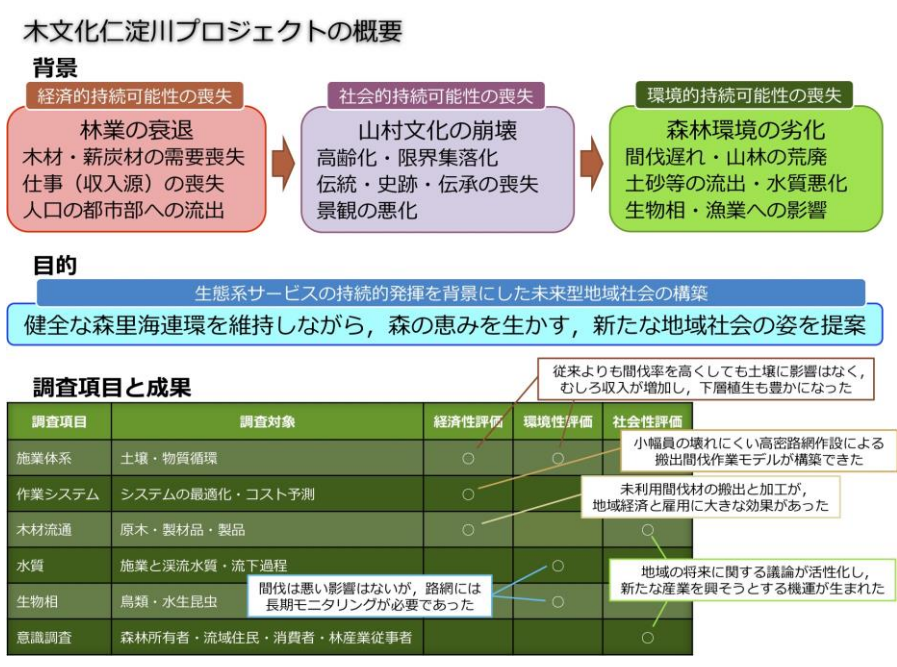 木文化仁淀川プロジェクトの概要
背景
経済的持続可能性の喪失
林業の衰退
木材・薪炭材の需要喪失
仕事（収入源）の喪失
人口の都市部への流出
社会的持続可能性の喪失
山村文化の崩壊
高齢化・限界集落化
伝統・史跡・伝承の喪失
景観の悪化
環境的持続可能性の喪失
森林環境の劣化
間伐遅れ・山林の荒廃
土砂等の流出・水質悪化
生物相・漁業への影響
目的
生態系サービスの持続的発揮を背景にした未来型地域社会の構築
健全な森里海連環を維持しながら，森の恵みを生かす，新たな地域社会の姿を提案
調査項目と成果
従来よりも間伐率を高くしても土壌に影響はなく，
むしろ収入が増加し，下層植生も豊かになった
調査項目 調査対象 経済性評価 環境性評価 社会性評価
施業体系 土壌・物質循環 ○ ○
小幅員の壊れにくい高密路網作設による
搬出間伐作業モデルが構築できた
作業システム システムの最適化・コスト予測 ○
未利用間伐材の搬出と加工が，
地域経済と雇用に大きな効果があった
木材流通 原木・製材品・製品 ○ ○
水質 施業と渓流水質・流下過程 ○
地域の将来に関する議論が活性化し，
新たな産業を興そうとする機運が生まれた
間伐は悪い影響はないが，路網には
長期モニタリングが必要であった
生物相 鳥類・水生昆虫 ○
意識調査 森林所有者・流域住民・消費者・林産業従事者 ○